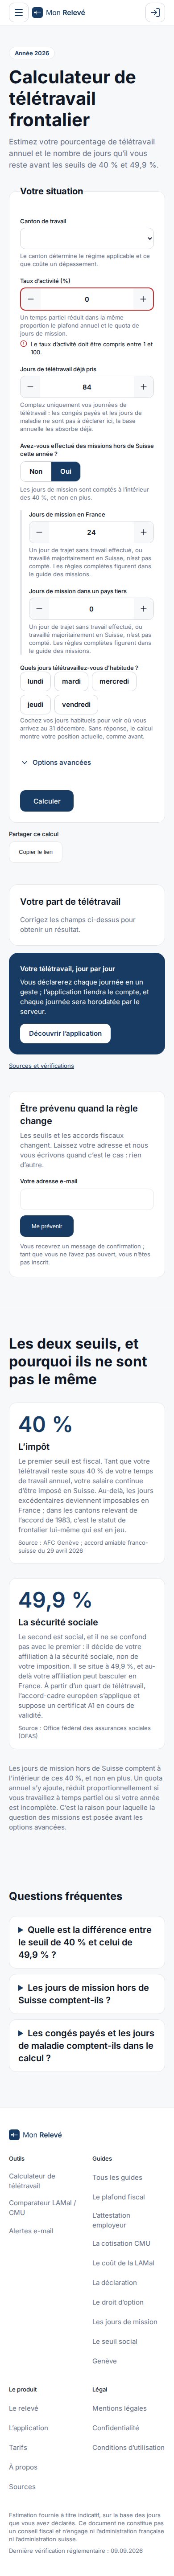 Mon Relevé
Année 2026
Calculateur de
télétravail
frontalier
Estimez votre pourcentage de télétravail
annuel et le nombre de jours qu'il vous
reste avant les seuils de 40 % et 49,9 %.
Votre situation
Canton de travail
Le canton détermine le régime applicable et ce
que coûte un dépassement.
Taux d'activité (%)
− 0 +
Un temps partiel réduit dans la même
proportion le plafond annuel et le quota de
jours de mission.
Le taux d'activité doit être compris entre 1 et
100.
Jours de télétravail déjà pris
− 84 +
Comptez uniquement vos journées de
télétravail : les congés payés et les jours de
maladie ne sont pas à déclarer ici, la base
annuelle les absorbe déjà.
Avez-vous effectué des missions hors de Suisse
cette année ?
Non Oui
Les jours de mission sont comptés à l'intérieur
des 40 %, et non en plus.
Jours de mission en France
− 24 +
Un jour de trajet sans travail effectué, ou
travaillé majoritairement en Suisse, n'est pas
compté. Les règles complètes figurent dans
le guide des missions.
Jours de mission dans un pays tiers
− 0 +
Un jour de trajet sans travail effectué, ou
travaillé majoritairement en Suisse, n'est pas
compté. Les règles complètes figurent dans
le guide des missions.
Quels jours télétravaillez-vous d'habitude ?
lundi mardi mercredi
jeudi vendredi
Cochez vos jours habituels pour voir où vous
arrivez au 31 décembre. Sans réponse, le calcul
montre votre position actuelle, comme avant.
Options avancées
Calculer
Partager ce calcul
Copier le lien
Votre part de télétravail
Corrigez les champs ci-dessus pour
obtenir un résultat.
Votre télétravail, jour par jour
Vous déclarerez chaque journée en un
geste ; l'application tiendra le compte, et
chaque journée sera horodatée par le
serveur.
Découvrir l'application
Sources et vérifications
Être prévenu quand la règle
change
Les seuils et les accords fiscaux
changent. Laissez votre adresse et nous
vous écrivons quand c'est le cas : rien
d'autre.
Votre adresse e-mail
Me prévenir
Vous recevrez un message de confirmation ;
tant que vous ne l'avez pas ouvert, vous n'êtes
pas inscrit.
Les deux seuils, et
pourquoi ils ne sont
pas le même
40 %
L'impôt
Le premier seuil est fiscal. Tant que votre
télétravail reste sous 40 % de votre temps
de travail annuel, votre salaire continue
d'être imposé en Suisse. Au-delà, les jours
excédentaires deviennent imposables en
France ; dans les cantons relevant de
l'accord de 1983, c'est le statut de
frontalier lui-même qui est en jeu.
Source : AFC Genève ; accord amiable franco-
suisse du 29 avril 2026
49,9 %
La sécurité sociale
Le second est social, et il ne se confond
pas avec le premier : il décide de votre
affiliation à la sécurité sociale, non de
votre imposition. Il se situe à 49,9 %, et au-
delà votre affiliation peut basculer en
France. À partir d'un quart de télétravail,
l'accord-cadre européen s'applique et
suppose un certificat A1 en cours de
validité.
Source : Office fédéral des assurances sociales
(OFAS)
Les jours de mission hors de Suisse comptent à
l'intérieur de ces 40 %, et non en plus. Un quota
annuel s'y ajoute, réduit proportionnellement si
vous travaillez à temps partiel ou si votre année
est incomplète. C'est la raison pour laquelle la
question des missions est posée avant les
options avancées.
Questions fréquentes
Quelle est la différence entre
le seuil de 40 % et celui de
49,9 % ?
Les jours de mission hors de
Suisse comptent-ils ?
Les congés payés et les jours
de maladie comptent-ils dans le
calcul ?
Mon Relevé
Outils
Calculateur de
télétravail
Comparateur LAMal /
CMU
Alertes e-mail
Guides
Tous les guides
Le plafond fiscal
L'attestation
employeur
La cotisation CMU
Le coût de la LAMal
La déclaration
Le droit d'option
Les jours de mission
Le seuil social
Genève
Le produit
Le relevé
L'application
Tarifs
À propos
Sources
Légal
Mentions légales
Confidentialité
Conditions d'utilisation
Estimation fournie à titre indicatif, sur la base des jours
que vous avez déclarés. Ce document ne constitue pas
un conseil fiscal et n'engage ni l'administration française
ni l'administration suisse.
Dernière vérification réglementaire : 09.09.2026